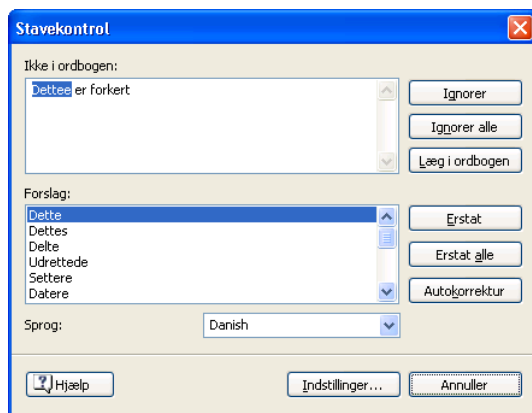 Stavekontrol
Ikke i ordbogen:
Dettee er forkert
Ignorer
Ignorer alle
Læg i ordbogen
Forslag:
Dette
Dettes
Delte
Udrettede
Settere
Datere
Erstat
Erstat alle
Autokorrektur
Sprog:
Danish
Hjælp
Indstillinger...
Annuller